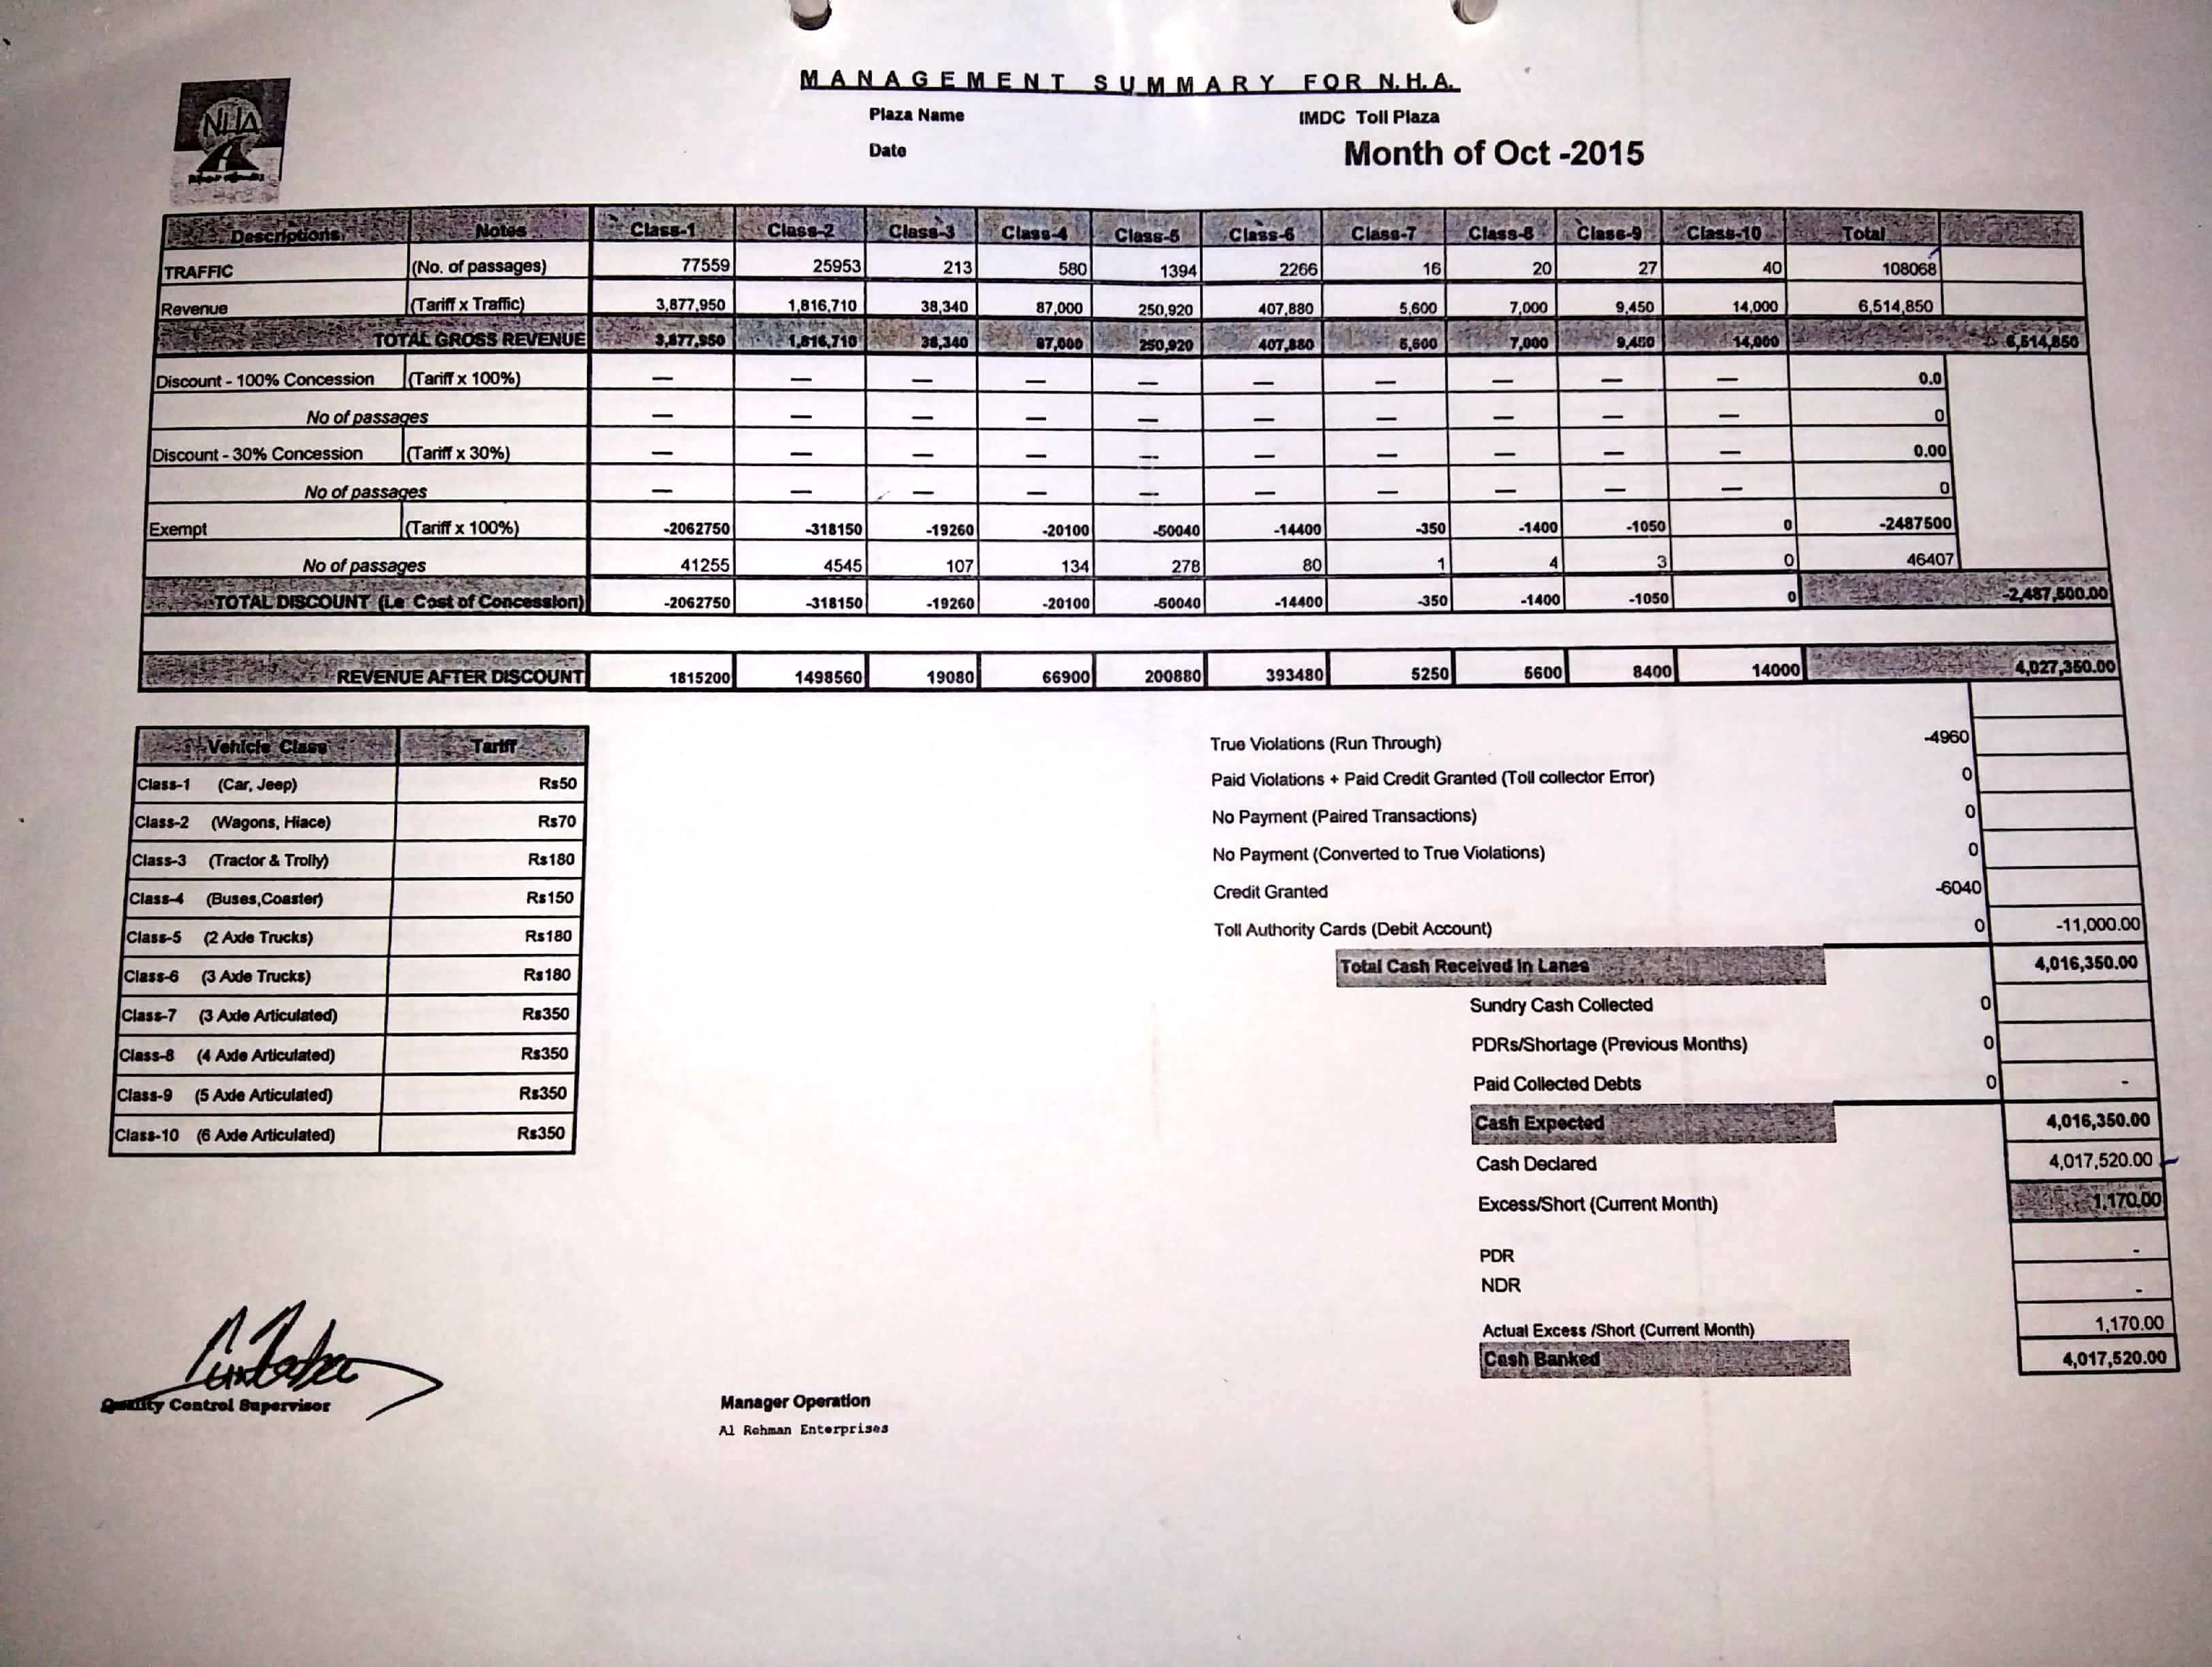 MANAGEMENT SUMMARY FOR N.H.A.
NHA
Plaza Name IMDC Toll Plaza
Date Month of Oct -2015
Descriptions Notes Class-1 Class-2 Class-3 Class-4 Class-5 Class-6 Class-7 Class-8 Class-9 Class-10 Total
TRAFFIC (No. of passages) 77559 25953 213 580 1394 2266 16 20 27 40 108068
Revenue (Tariff x Traffic) 3,877,950 1,816,710 38,340 87,000 250,920 407,880 5,600 7,000 9,450 14,000 6,514,850
TOTAL GROSS REVENUE 3,877,950 1,816,710 38,340 87,000 250,920 407,880 5,600 7,000 9,450 14,000 6,514,850
Discount - 100% Concession (Tariff x 100%) — — — — — — — — — — 0.0
No of passages — — — — — — — — — — 0
Discount - 30% Concession (Tariff x 30%) — — — — — — — — — — 0.00
No of passages — — — — — — — — — — 0
Exempt (Tariff x 100%) -2062750 -318150 -19260 -20100 -50040 -14400 -350 -1400 -1050 0 -2487500
No of passages 41255 4545 107 134 278 80 1 4 3 0 46407
TOTAL DISCOUNT (i.e Cost of Concession) -2062750 -318150 -19260 -20100 -50040 -14400 -350 -1400 -1050 0 -2,487,500.00
REVENUE AFTER DISCOUNT 1815200 1498560 19080 66900 200880 393480 5250 5600 8400 14000 4,027,350.00
Vehicle Class Tariff
Class-1 (Car, Jeep) Rs50
Class-2 (Wagons, Hiace) Rs70
Class-3 (Tractor & Trolly) Rs180
Class-4 (Buses,Coaster) Rs150
Class-5 (2 Axle Trucks) Rs180
Class-6 (3 Axle Trucks) Rs180
Class-7 (3 Axle Articulated) Rs350
Class-8 (4 Axle Articulated) Rs350
Class-9 (5 Axle Articulated) Rs350
Class-10 (6 Axle Articulated) Rs350
True Violations (Run Through) -4960
Paid Violations + Paid Credit Granted (Toll collector Error) 0
No Payment (Paired Transactions) 0
No Payment (Converted to True Violations) 0
Credit Granted -6040
Toll Authority Cards (Debit Account) 0 -11,000.00
Total Cash Received in Lanes 4,016,350.00
Sundry Cash Collected 0
PDRs/Shortage (Previous Months) 0
Paid Collected Debts 0 -
Cash Expected 4,016,350.00
Cash Declared 4,017,520.00
Excess/Short (Current Month) 1,170.00
PDR -
NDR -
Actual Excess /Short (Current Month) 1,170.00
Cash Banked 4,017,520.00
Quality Control Supervisor
Manager Operation
Al Rehman Enterprises